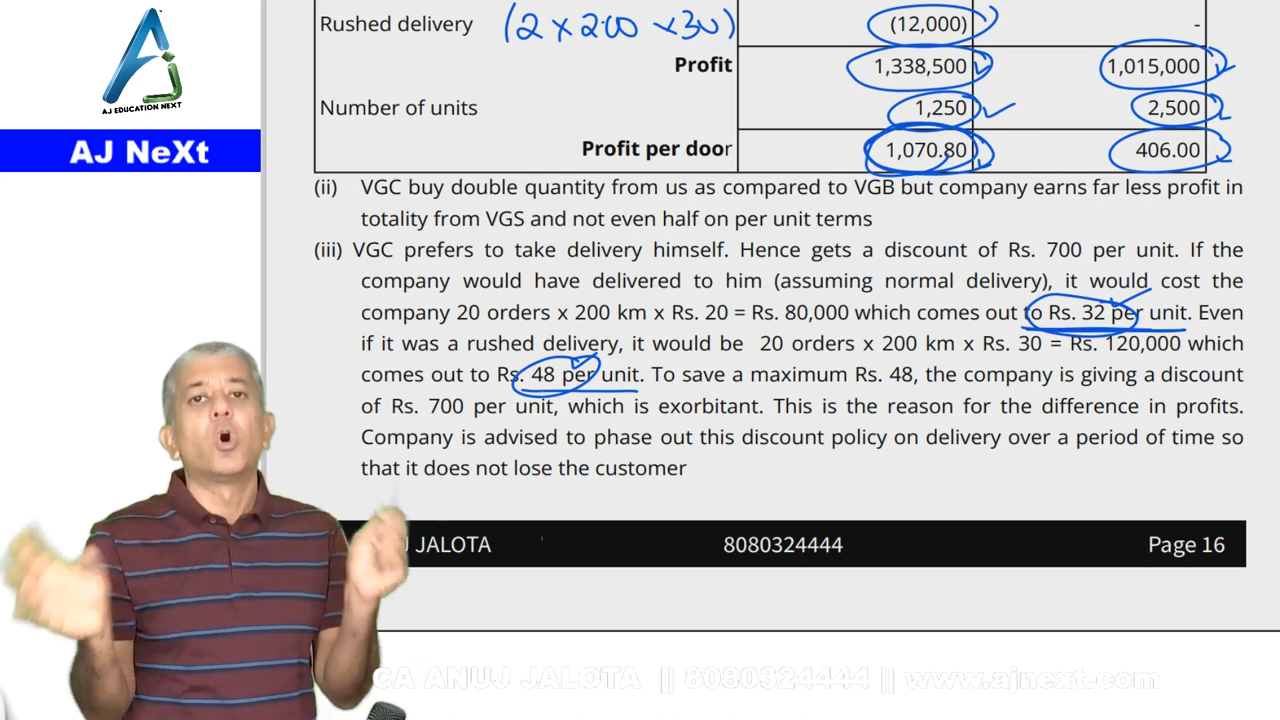 Rushed delivery (2 x 200 x 30) (12,000) -
Profit 1,338,500 1,015,000
Number of units 1,250 2,500
Profit per door 1,070.80 406.00
AJ EDUCATION NEXT
AJ NeXt
(ii) VGC buy double quantity from us as compared to VGB but company earns far less profit in
totality from VGS and not even half on per unit terms
(iii) VGC prefers to take delivery himself. Hence gets a discount of Rs. 700 per unit. If the
company would have delivered to him (assuming normal delivery), it would cost the
company 20 orders x 200 km x Rs. 20 = Rs. 80,000 which comes out to Rs. 32 per unit. Even
if it was a rushed delivery, it would be 20 orders x 200 km x Rs. 30 = Rs. 120,000 which
comes out to Rs. 48 per unit. To save a maximum Rs. 48, the company is giving a discount
of Rs. 700 per unit, which is exorbitant. This is the reason for the difference in profits.
Company is advised to phase out this discount policy on delivery over a period of time so
that it does not lose the customer
J JALOTA 8080324444 Page 16
CA ANUJ JALOTA || 8080324444 || www.ajnext.com